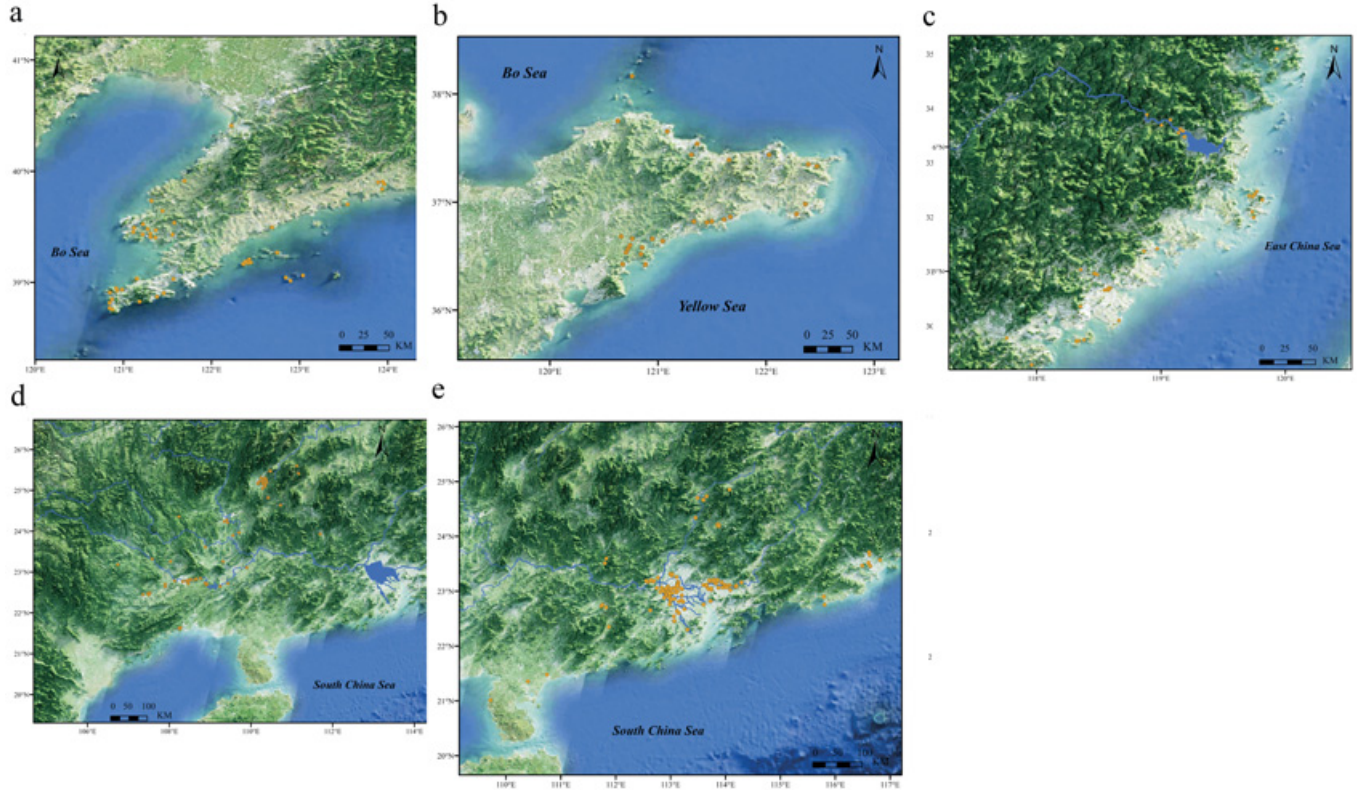 a
41°N
40°N
39°N
Bo Sea
0 25 50
KM
120°E 121°E 122°E 123°E 124°E
b
Bo Sea
N
38°N
37°N
36°N
Yellow Sea
0 25 50
KM
120°E 121°E 122°E 123°E
c
N
35
34
33
32
30
East China Sea
0 25 50
KM
118°E 119°E 120°E
d
26°N
25°N
24°N
23°N
22°N
21°N
20°N
South China Sea
0 50 100
KM
106°E 108°E 110°E 112°E 114°E
e
26°N
25°N
24°N
23°N
22°N
21°N
20°N
South China Sea
KM
110°E 111°E 112°E 113°E 114°E 115°E 116°E 117°E
2
2